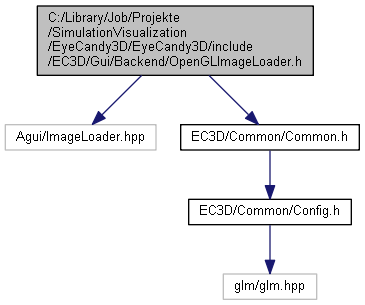 C:/Library/Job/Projekte
/SimulationVisualization
/EyeCandy3D/EyeCandy3D/include
/EC3D/Gui/Backend/OpenGLImageLoader.h
Agui/ImageLoader.hpp
EC3D/Common/Common.h
EC3D/Common/Config.h
glm/glm.hpp